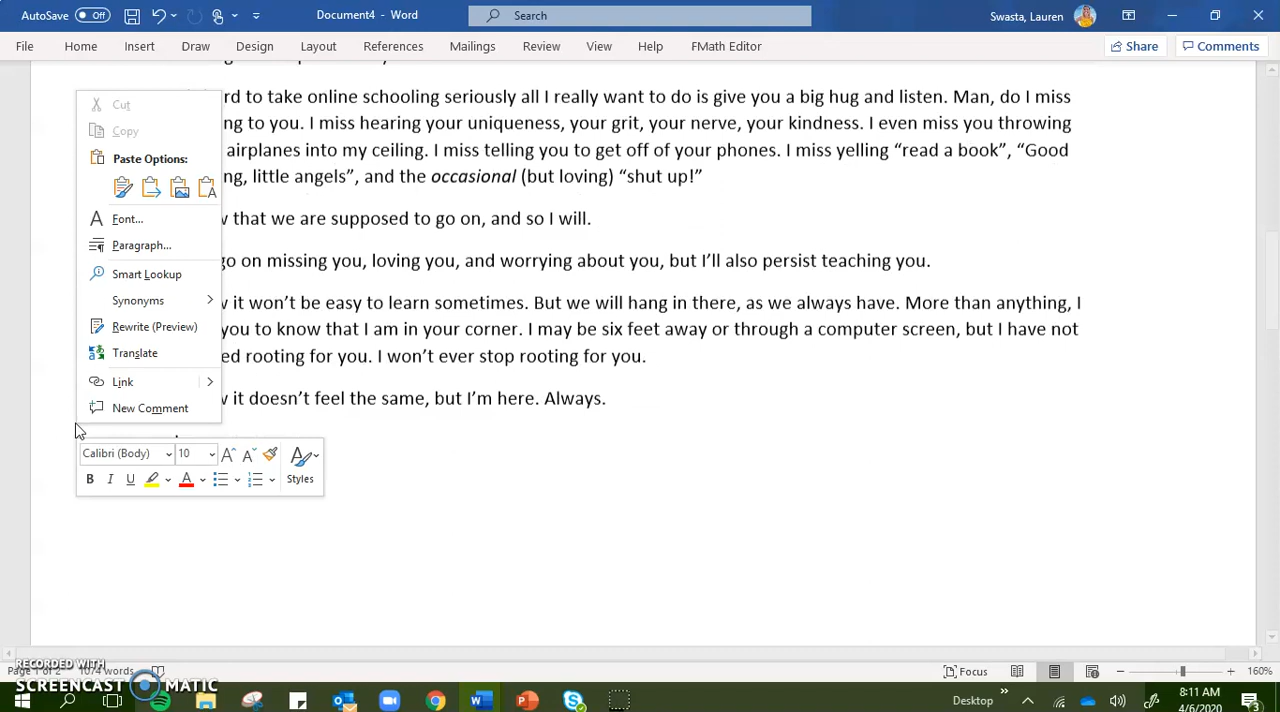 AutoSave Off Document4 - Word Search Swasta, Lauren
File Home Insert Draw Design Layout References Mailings Review View Help FMath Editor Share Comments
rd to take online schooling seriously all I really want to do is give you a big hug and listen. Man, do I miss
ng to you. I miss hearing your uniqueness, your grit, your nerve, your kindness. I even miss you throwing
airplanes into my ceiling. I miss telling you to get off of your phones. I miss yelling “read a book”, “Good
ng, little angels”, and the occasional (but loving) “shut up!”
w that we are supposed to go on, and so I will.
go on missing you, loving you, and worrying about you, but I’ll also persist teaching you.
w it won’t be easy to learn sometimes. But we will hang in there, as we always have. More than anything, I
you to know that I am in your corner. I may be six feet away or through a computer screen, but I have not
ed rooting for you. I won’t ever stop rooting for you.
w it doesn’t feel the same, but I’m here. Always.
Cut
Copy
Paste Options:
Font...
Paragraph...
Smart Lookup
Synonyms
Rewrite (Preview)
Translate
Link
New Comment
Calibri (Body) 10
B I U A Styles
Page 1 of 2 1074 words Focus 160%
RECORDED WITH
SCREENCAST MATIC
Desktop 8:11 AM
4/6/2020 3